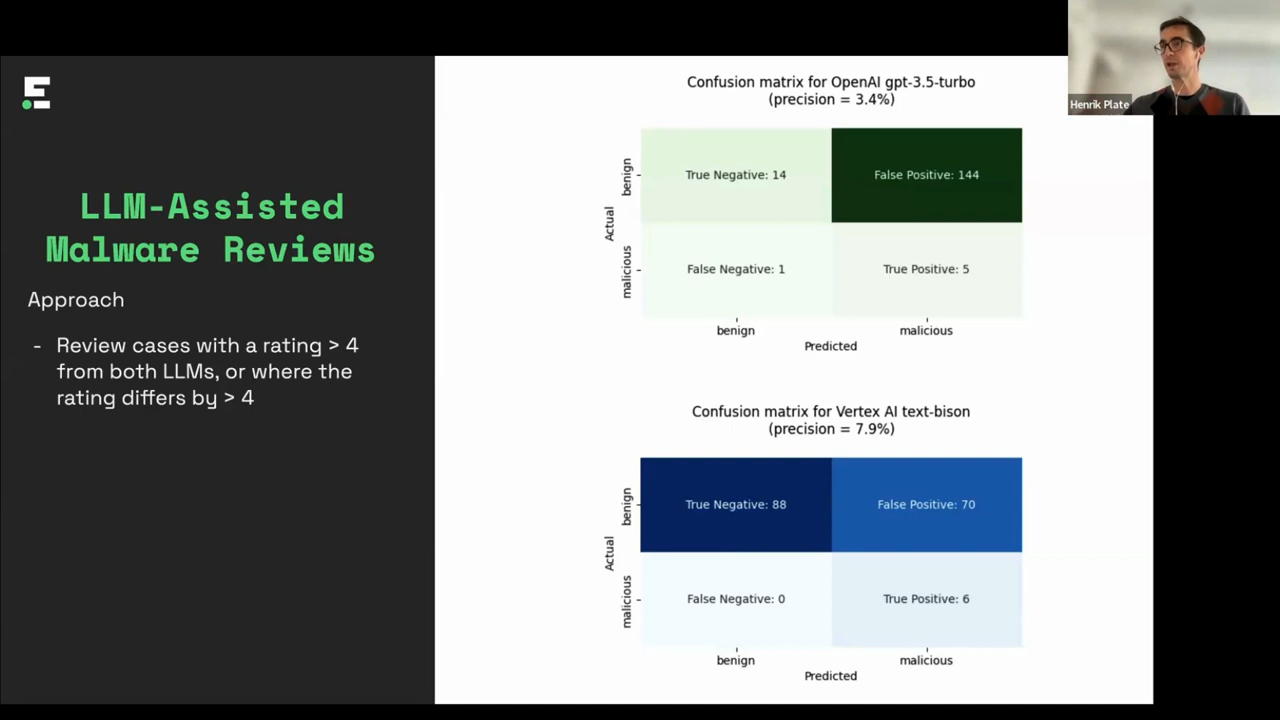 LLM-Assisted
Malware Reviews
Approach
- Review cases with a rating > 4
from both LLMs, or where the
rating differs by > 4
Confusion matrix for OpenAI gpt-3.5-turbo
(precision = 3.4%)
Actual
benign
malicious
True Negative: 14
False Positive: 144
False Negative: 1
True Positive: 5
benign
malicious
Predicted
Confusion matrix for Vertex AI text-bison
(precision = 7.9%)
Actual
benign
malicious
True Negative: 88
False Positive: 70
False Negative: 0
True Positive: 6
benign
malicious
Predicted
Henrik Plate